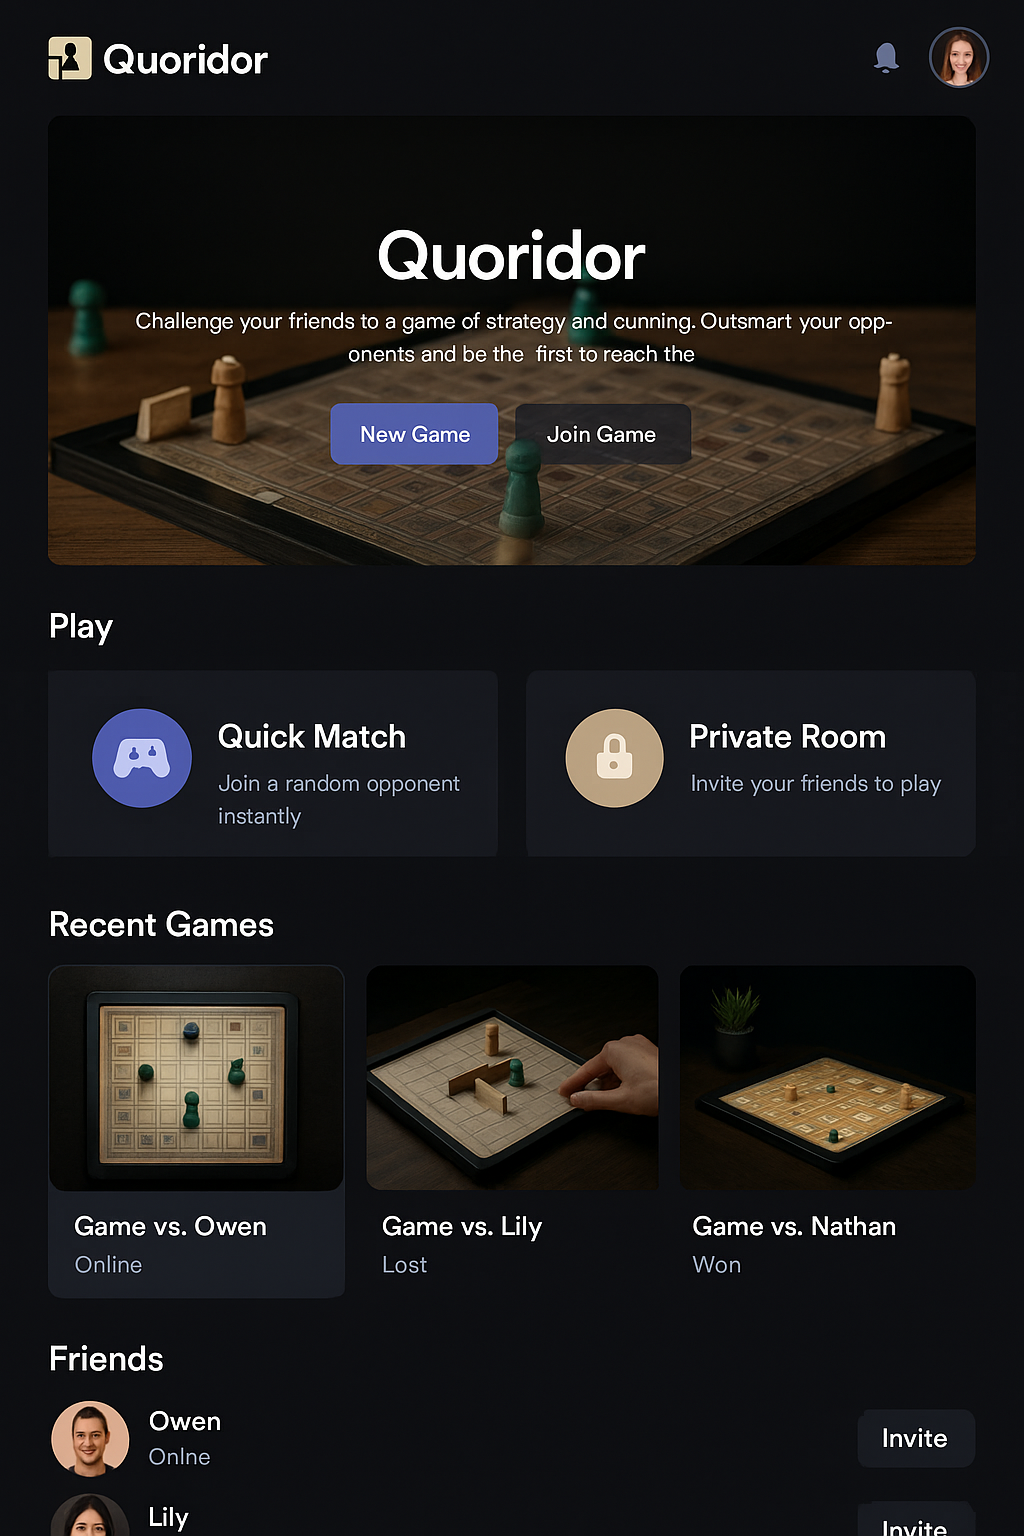 Quoridor
Quoridor
Challenge your friends to a game of strategy and cunning. Outsmart your opp-
onents and be the first to reach the
New Game
Join Game
Play
Quick Match
Join a random opponent
instantly
Private Room
Invite your friends to play
Recent Games
Game vs. Owen
Online
Game vs. Lily
Lost
Game vs. Nathan
Won
Friends
Owen
Onlne
Invite
Lily
Invite